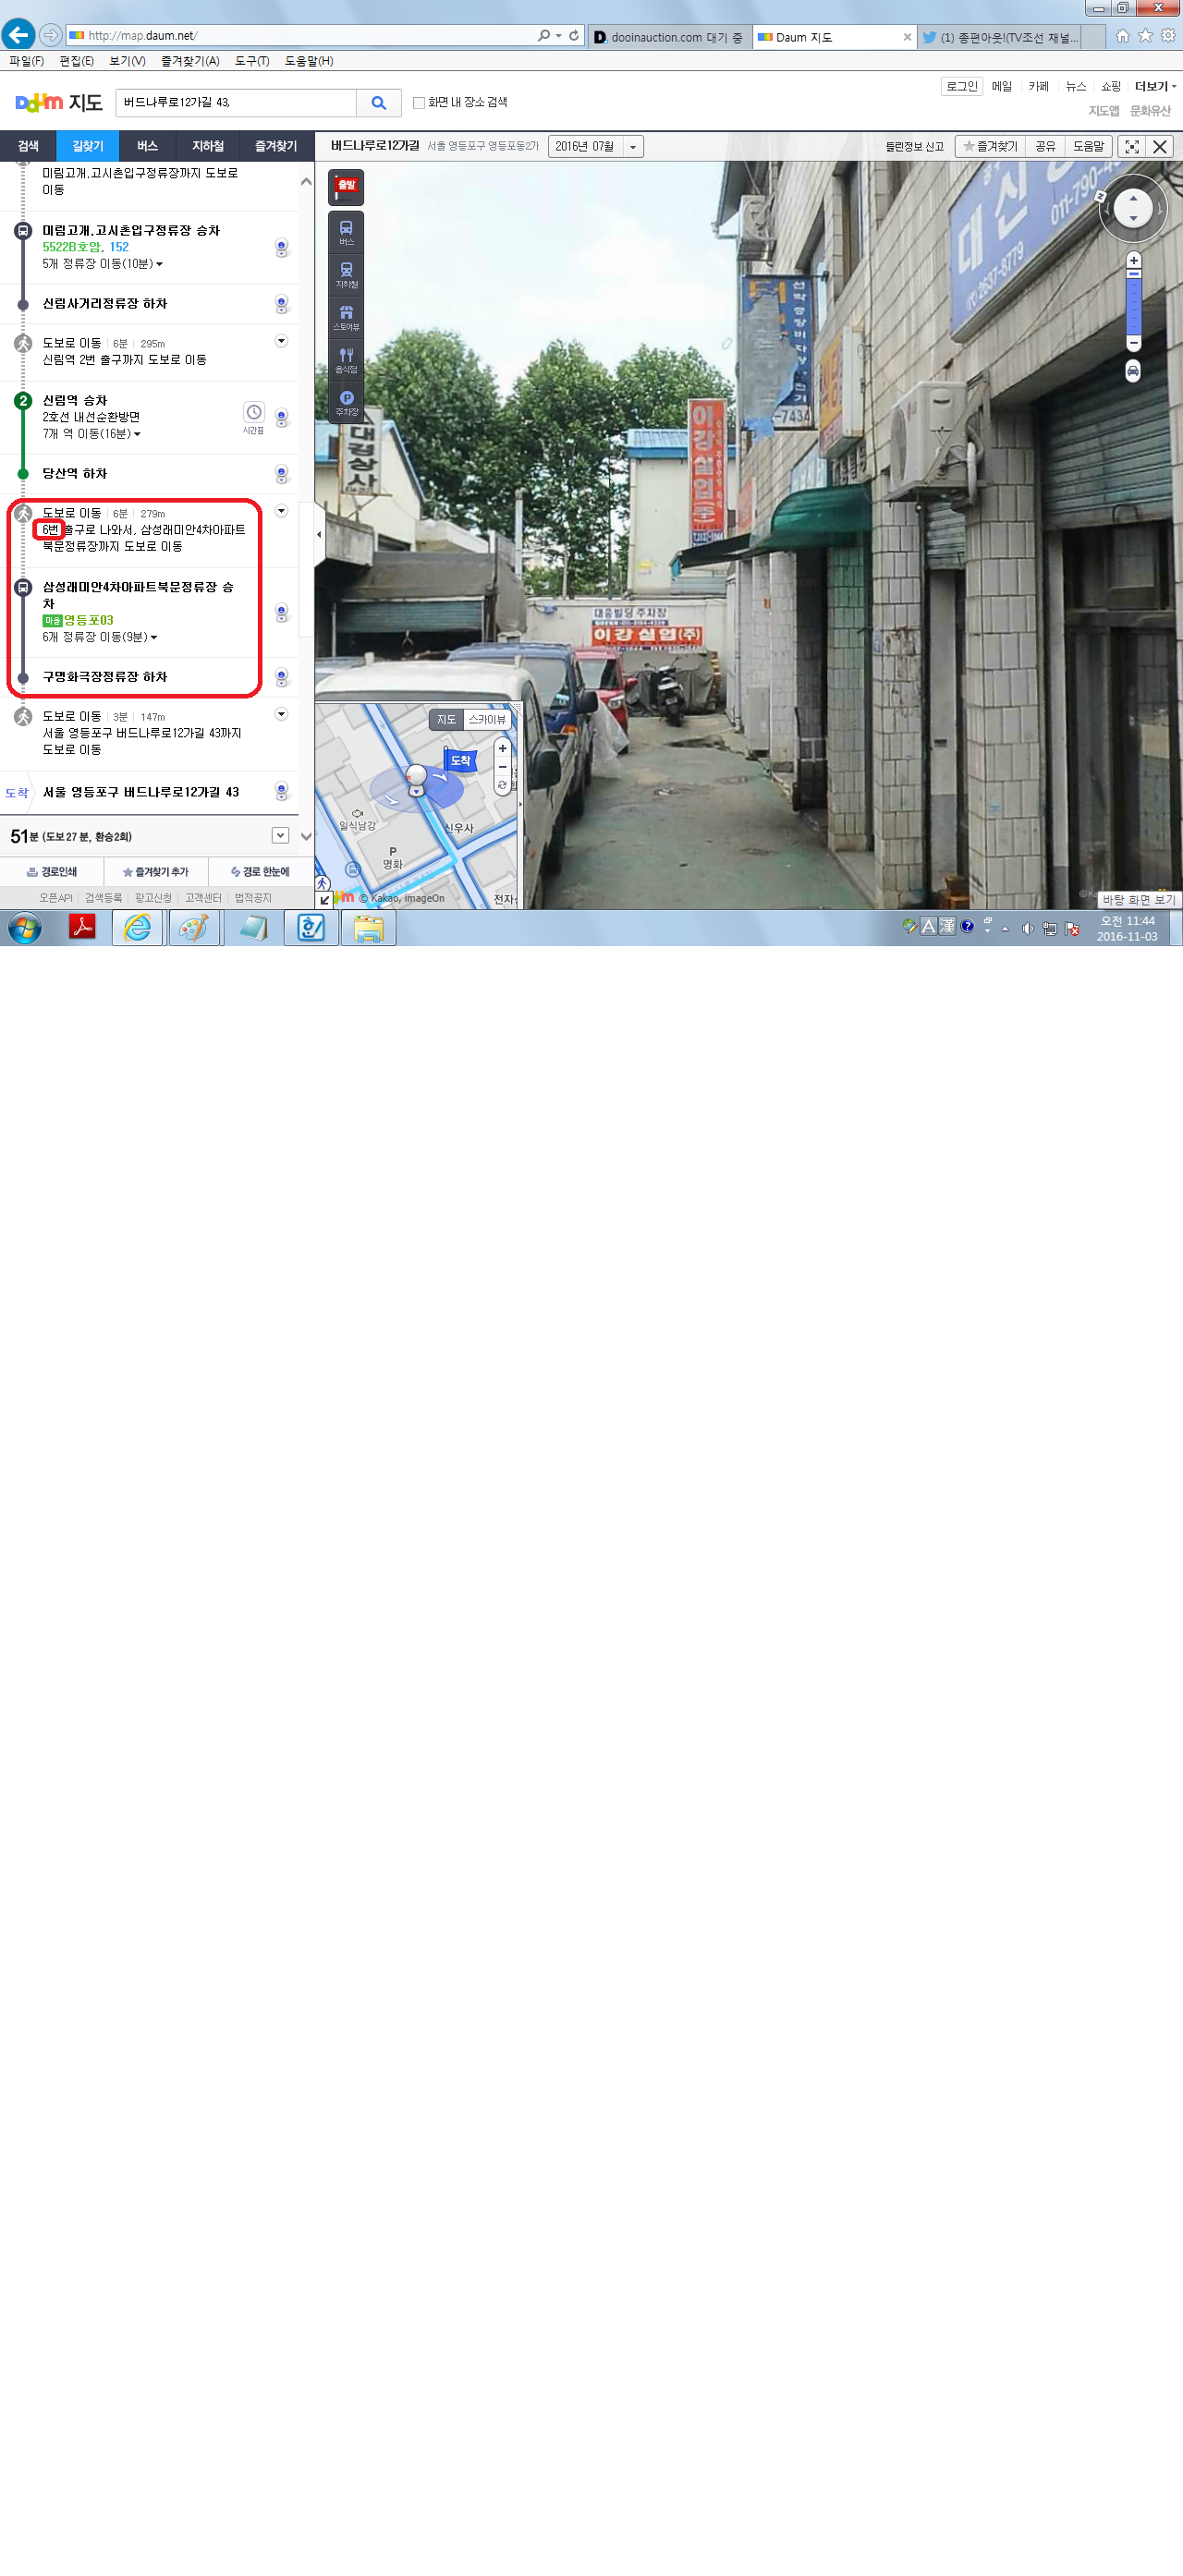 http://map.daum.net/
dooinauction.com 대기 중
Daum 지도
(1) 종편아웃!(TV조선 채널...
파일(F) 편집(E) 보기(V) 즐겨찾기(A) 도구(T) 도움말(H)
Daum 지도
버드나루로12가길 43,
화면 내 장소 검색
로그인 메일 카페 뉴스 쇼핑 더보기
지도앱 문화유산
검색 길찾기 버스 지하철 즐겨찾기
버드나루로12가길 서울 영등포구 영등포동2가 2016년 07월
틀린정보 신고 즐겨찾기 공유 도움말
미림고개.고시촌입구정류장까지 도보로
이동
미림고개.고시촌입구정류장 승차
5522B호암, 152
5개 정류장 이동(10분)
신림사거리정류장 하차
도보로 이동 6분 295m
신림역 2번 출구까지 도보로 이동
2
신림역 승차
2호선 내선순환방면
7개 역 이동(16분)
시간표
당산역 하차
도보로 이동 6분 279m
6번 출구로 나와서, 삼성래미안4차아파트
북문정류장까지 도보로 이동
삼성래미안4차아파트북문정류장 승
차
마을 영등포03
6개 정류장 이동(9분)
구명화극장정류장 하차
도보로 이동 3분 147m
서울 영등포구 버드나루로12가길 43까지
도보로 이동
도착 서울 영등포구 버드나루로12가길 43
51분 (도보 27 분, 환승 2회)
경로인쇄 즐겨찾기 추가 경로 한눈에
오픈API 검색등록 광고신청 고객센터 법적공지
출발
버스
지하철
스토어뷰
음식점
P
주차장
N
대신
011-790-4
02) 2637-8779
-7434
이강실업 주
대경상사
대흥빌딩 주차장
이강실업(주)
지도 스카이뷰
도착
일식남강
신우사
P
명화
전자
© Kakao, imageOn
바탕 화면 보기
A 漢
오전 11:44
2016-11-03